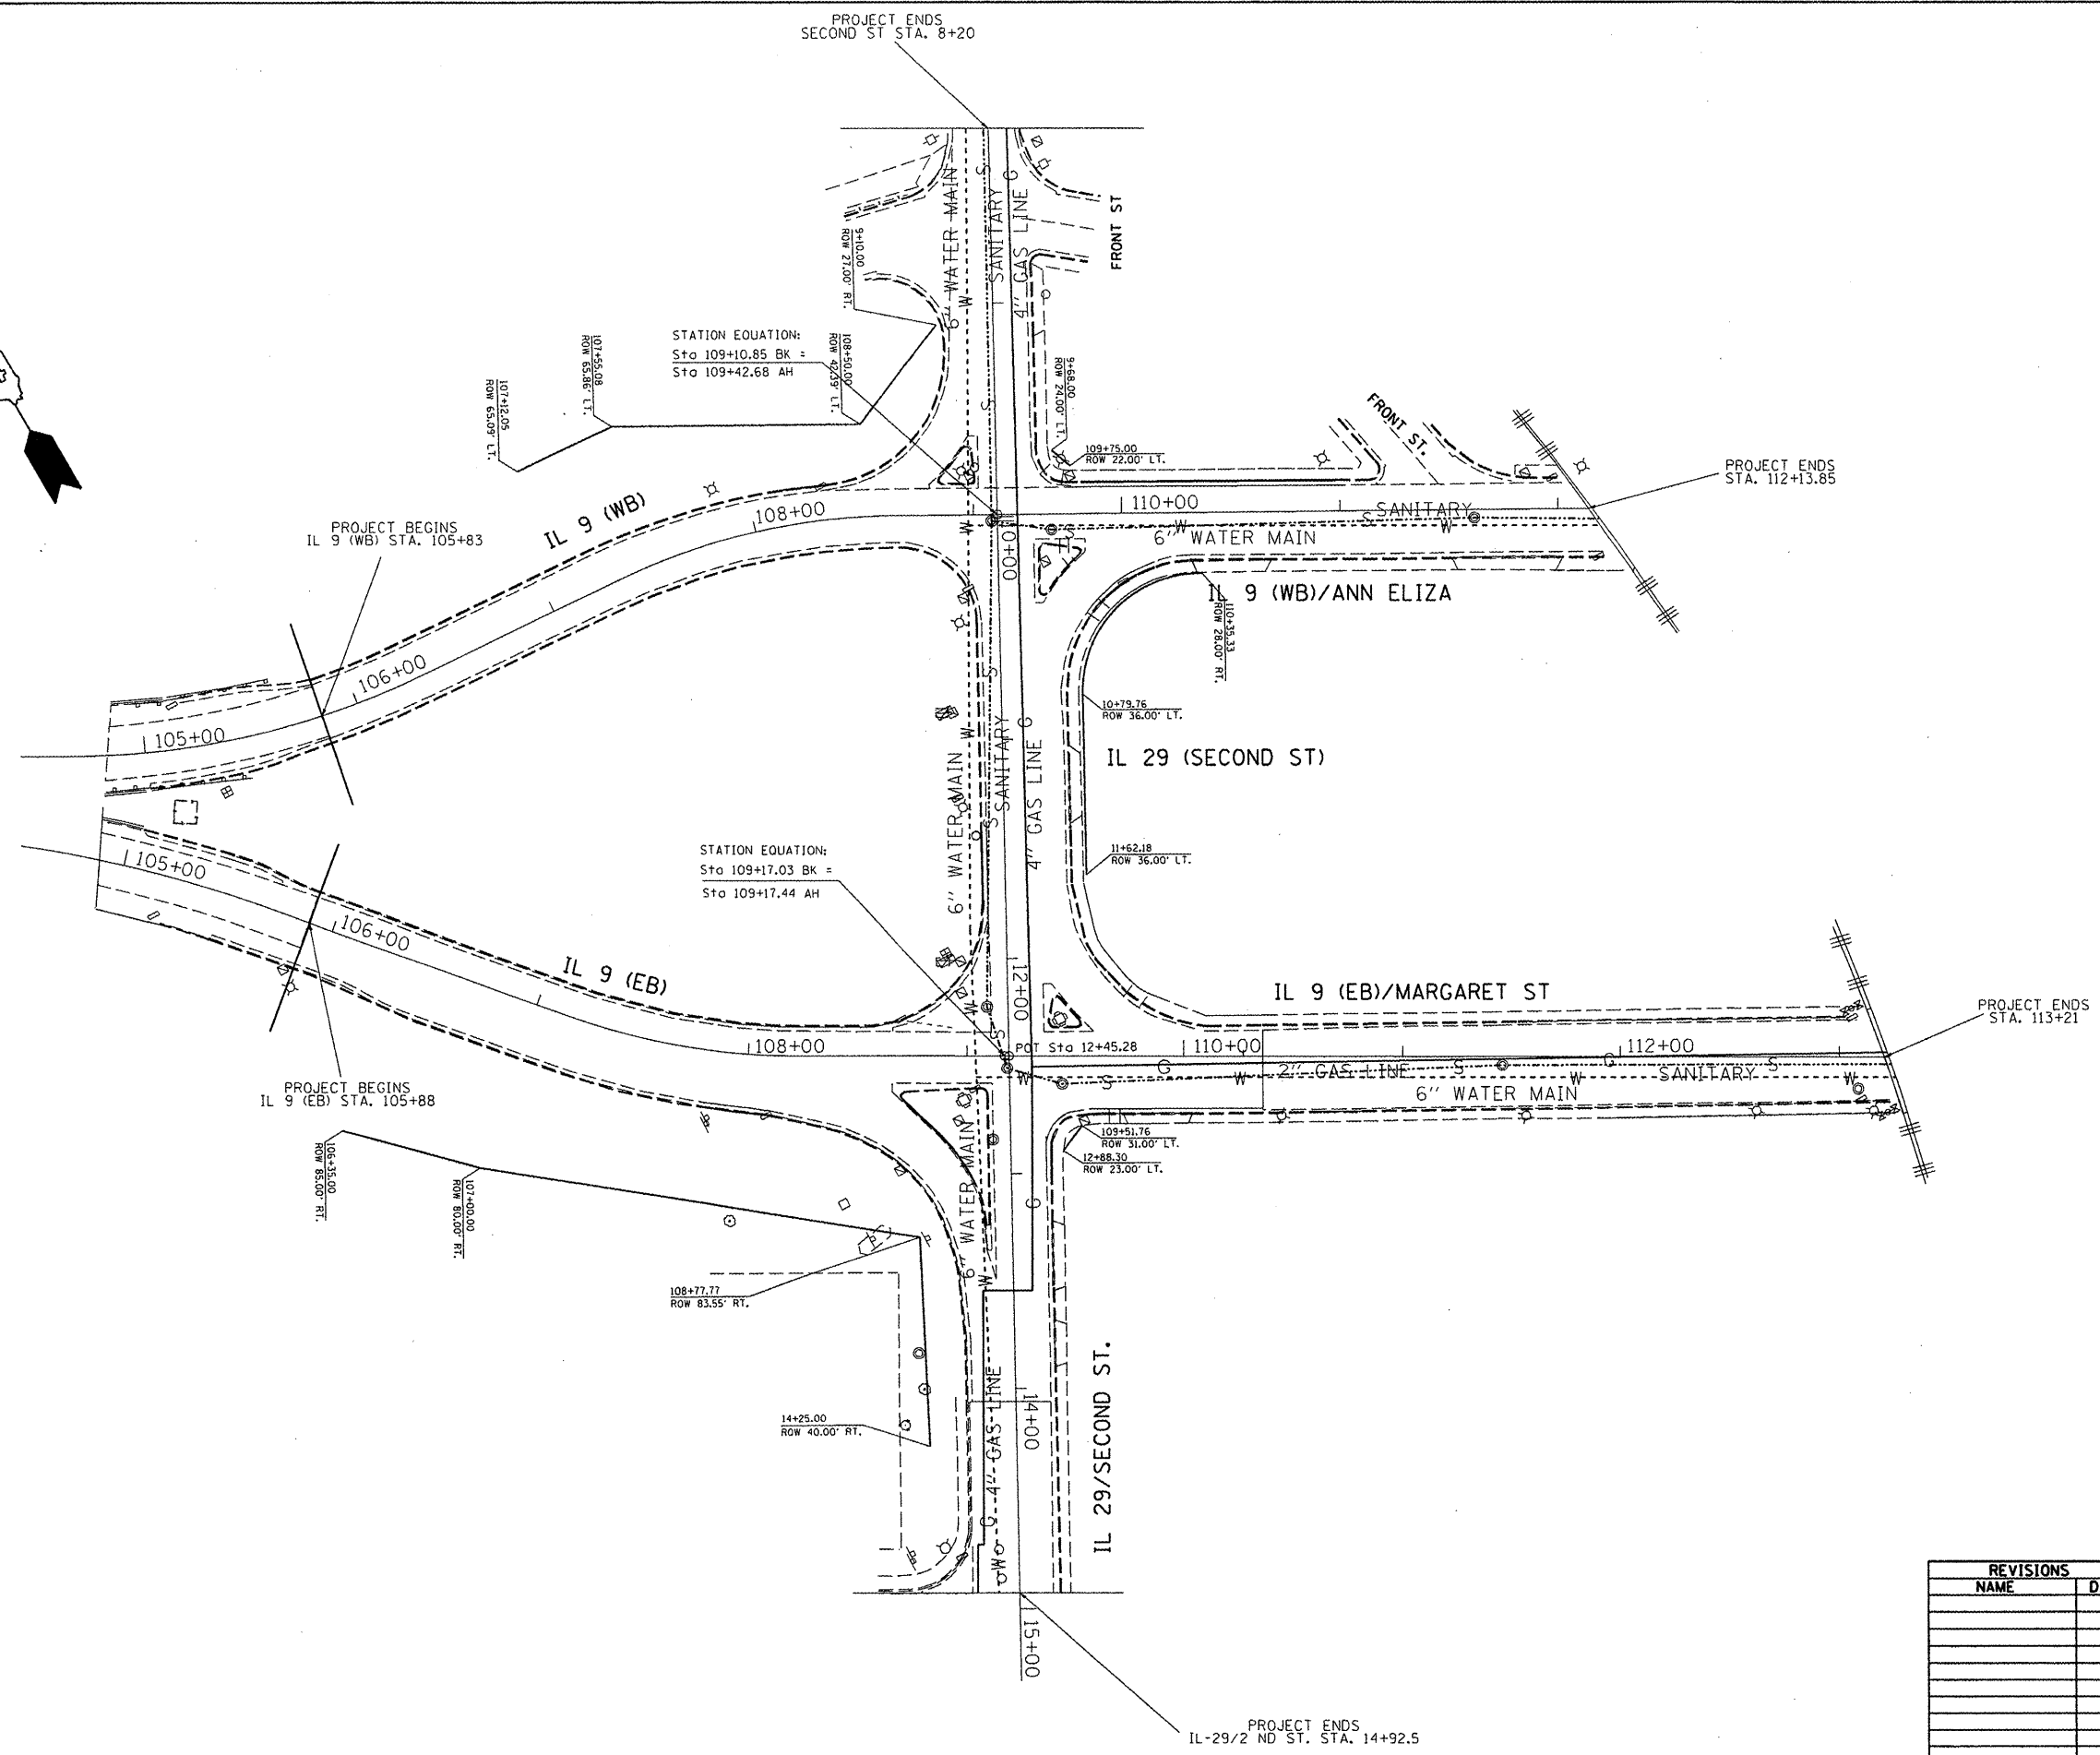 PROJECT ENDS
SECOND ST STA. 8+20
6" WATER MAIN
W
S
SANITARY
G
4" GAS LINE
FRONT ST
9+10.00
ROW 27.00' RT.
STATION EQUATION:
Sta 109+10.85 BK =
Sta 109+42.68 AH
108+50.00
ROW 42.39' LT.
107+55.08
ROW 65.86' LT.
107+12.05
ROW 65.09' LT.
9+68.00
ROW 24.00' LT.
S
109+75.00
ROW 22.00' LT.
FRONT ST.
PROJECT ENDS
STA. 112+13.85
IL 9 (WB)
108+00
110+00
SANITARY
S
W
W
W
S
6" WATER MAIN
PROJECT BEGINS
IL 9 (WB) STA. 105+83
IL 9 (WB)/ANN ELIZA
110+35.33
ROW 28.00' RT.
106+00
105+00
S
10+79.76
ROW 36.00' LT.
G
W
SANITARY
S
4" GAS LINE
6" WATER MAIN
IL 29 (SECOND ST)
STATION EQUATION:
Sta 109+17.03 BK =
Sta 109+17.44 AH
11+62.18
ROW 36.00' LT.
105+00
106+00
IL 9 (EB)
12+00
W
S
IL 9 (EB)/MARGARET ST
PROJECT ENDS
STA. 113+21
108+00
POT Sta 12+45.28
110+00
112+00
W
S
G
W
2" GAS LINE
S
G
W
SANITARY
S
W
6" WATER MAIN
PROJECT BEGINS
IL 9 (EB) STA. 105+88
109+51.76
ROW 31.00' LT.
12+88.30
ROW 23.00' LT.
106+35.00
ROW 85.00' RT.
107+00.00
ROW 80.00' RT.
6" WATER MAIN
G
W
108+77.77
ROW 83.55' RT.
14+25.00
ROW 40.00' RT.
4" GAS LINE
G
W
14+00
IL 29/SECOND ST.
15+00
PROJECT ENDS
IL-29/2 ND ST. STA. 14+92.5
REVISIONS
NAME
D